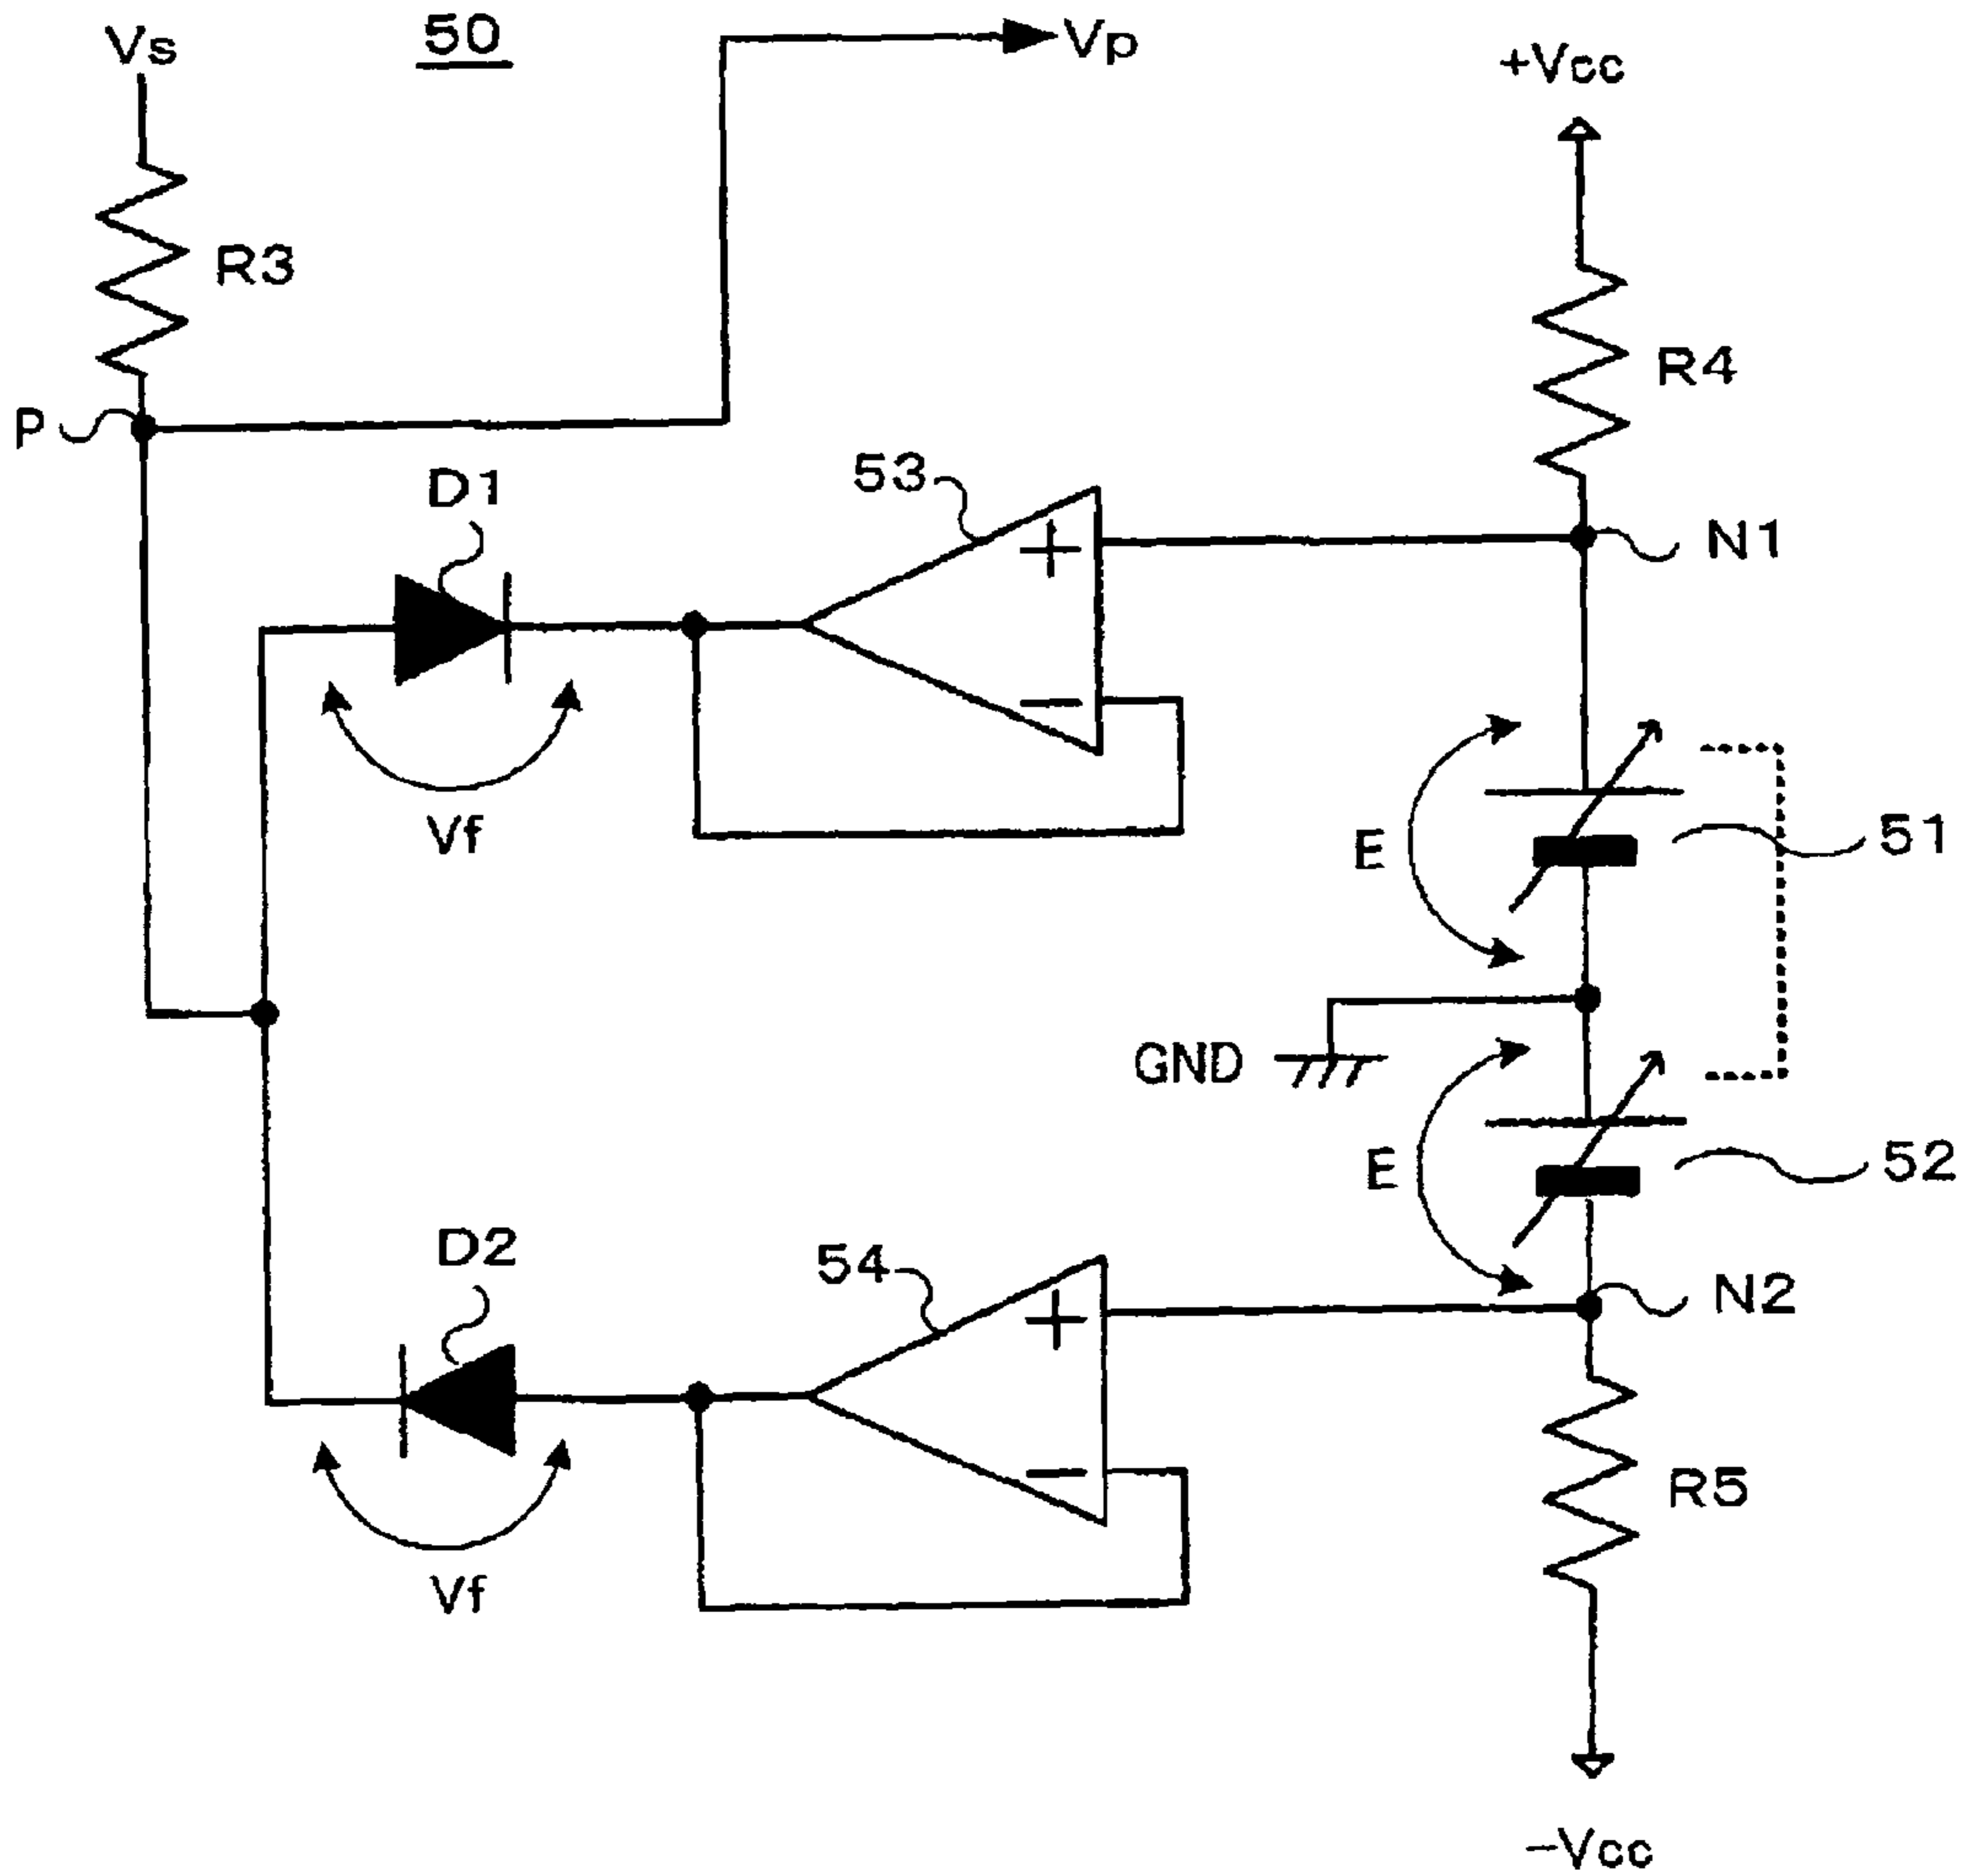 Vs
50
Vp
+Vcc
R3
R4
P
D1
53
+
N1
−
Vf
E
51
GND
E
52
D2
54
+
N2
−
R5
Vf
−Vcc